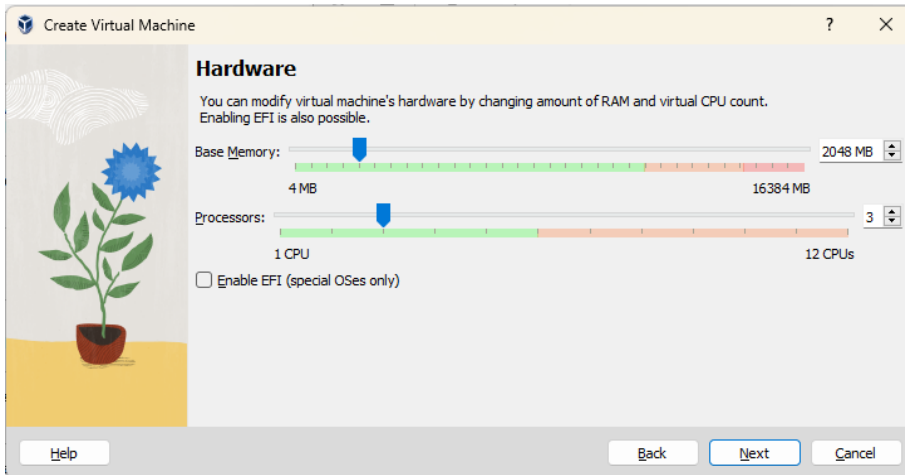 Create Virtual Machine
?
Hardware
You can modify virtual machine's hardware by changing amount of RAM and virtual CPU count.
Enabling EFI is also possible.
Base Memory: 2048 MB
4 MB 16384 MB
Processors: 3
1 CPU 12 CPUs
Enable EFI (special OSes only)
Help Back Next Cancel